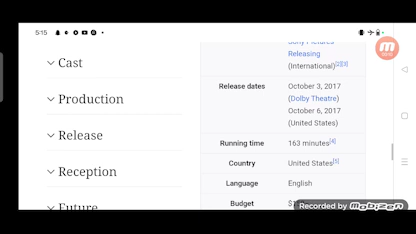 5:15
Cast
Production
Release
Reception
Future
Sony Pictures
Releasing
(International)[2][3]
Release dates
October 3, 2017
(Dolby Theatre)
October 6, 2017
(United States)
Running time
163 minutes[4]
Country
United States[5]
Language
English
Budget
Recorded by Mobizen